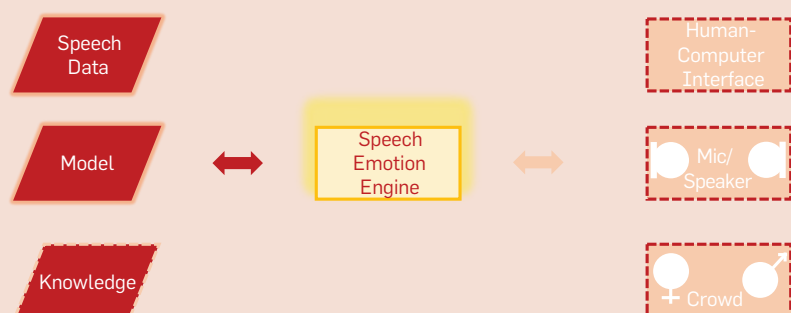 Speech
Data
Human-
Computer
Interface
Model
Speech
Emotion
Engine
Mic/
Speaker
Knowledge
Crowd